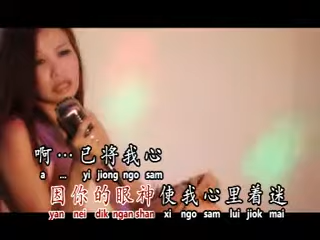 啊…已将我心
a ... yi jiong ngo sam
因你的眼神使我心里着迷
yan nei dik ngan shan xi ngo sam lui jiok mai